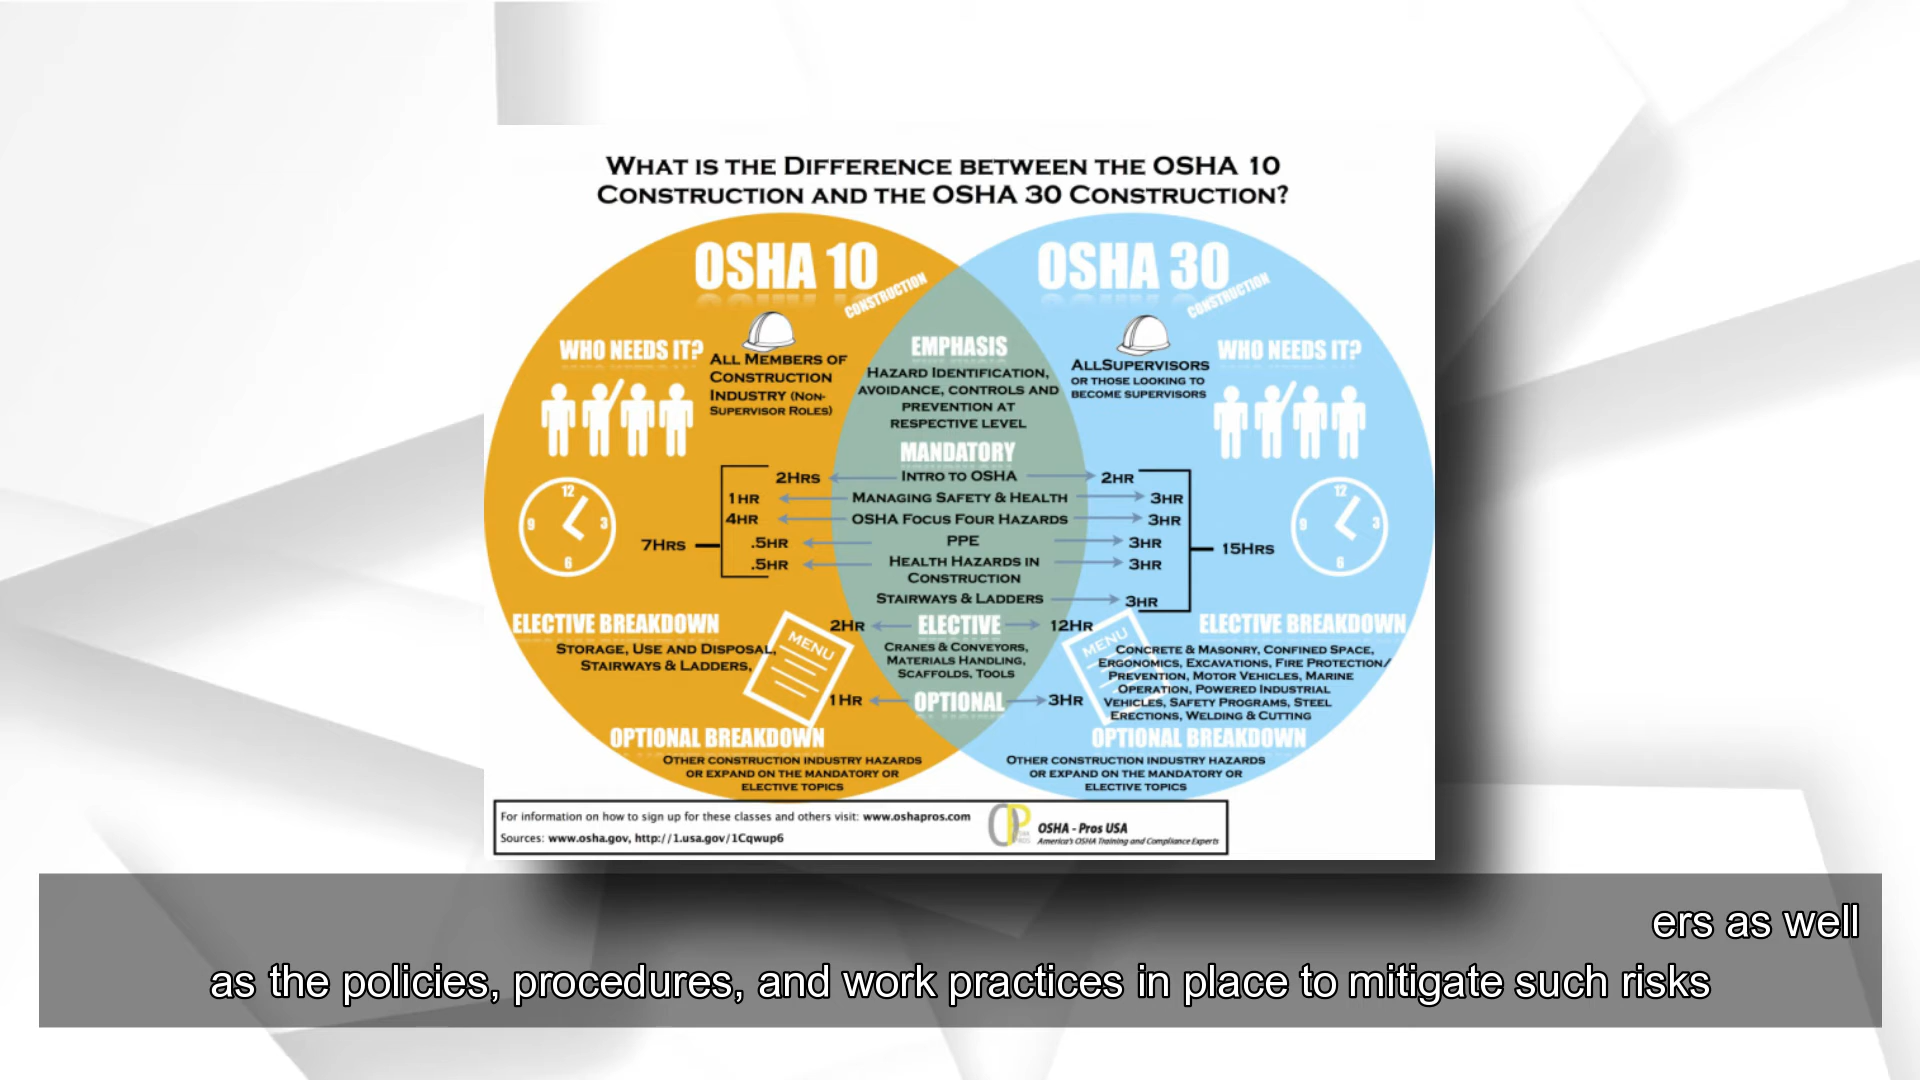 WHAT IS THE DIFFERENCE BETWEEN THE OSHA 10
CONSTRUCTION AND THE OSHA 30 CONSTRUCTION?
OSHA 10
CONSTRUCTION
WHO NEEDS IT?
ALL MEMBERS OF
CONSTRUCTION
INDUSTRY (NON-
SUPERVISOR ROLES)
12
3
6
9
7HRS
2HRS
1HR
4HR
.5HR
.5HR
ELECTIVE BREAKDOWN
STORAGE, USE AND DISPOSAL,
STAIRWAYS & LADDERS,
MENU
2HR
1HR
OPTIONAL BREAKDOWN
OTHER CONSTRUCTION INDUSTRY HAZARDS
OR EXPAND ON THE MANDATORY OR
ELECTIVE TOPICS
EMPHASIS
HAZARD IDENTIFICATION,
AVOIDANCE, CONTROLS AND
PREVENTION AT
RESPECTIVE LEVEL
MANDATORY
INTRO TO OSHA
MANAGING SAFETY & HEALTH
OSHA FOCUS FOUR HAZARDS
PPE
HEALTH HAZARDS IN
CONSTRUCTION
STAIRWAYS & LADDERS
ELECTIVE
CRANES & CONVEYORS,
MATERIALS HANDLING,
SCAFFOLDS, TOOLS
OPTIONAL
OSHA 30
CONSTRUCTION
ALLSUPERVISORS
OR THOSE LOOKING TO
BECOME SUPERVISORS
WHO NEEDS IT?
2HR
3HR
3HR
3HR
3HR
3HR
15HRS
12
3
6
9
12HR
3HR
MENU
ELECTIVE BREAKDOWN
CONCRETE & MASONRY, CONFINED SPACE,
ERGONOMICS, EXCAVATIONS, FIRE PROTECTION/
PREVENTION, MOTOR VEHICLES, MARINE
OPERATION, POWERED INDUSTRIAL
VEHICLES, SAFETY PROGRAMS, STEEL
ERECTIONS, WELDING & CUTTING
OPTIONAL BREAKDOWN
OTHER CONSTRUCTION INDUSTRY HAZARDS
OR EXPAND ON THE MANDATORY OR
ELECTIVE TOPICS
For information on how to sign up for these classes and others visit: www.oshapros.com
Sources: www.osha.gov, http://1.usa.gov/1Cqwup6
OSHA - Pros USA
America's OSHA Training and Compliance Experts
ers as well
as the policies, procedures, and work practices in place to mitigate such risks